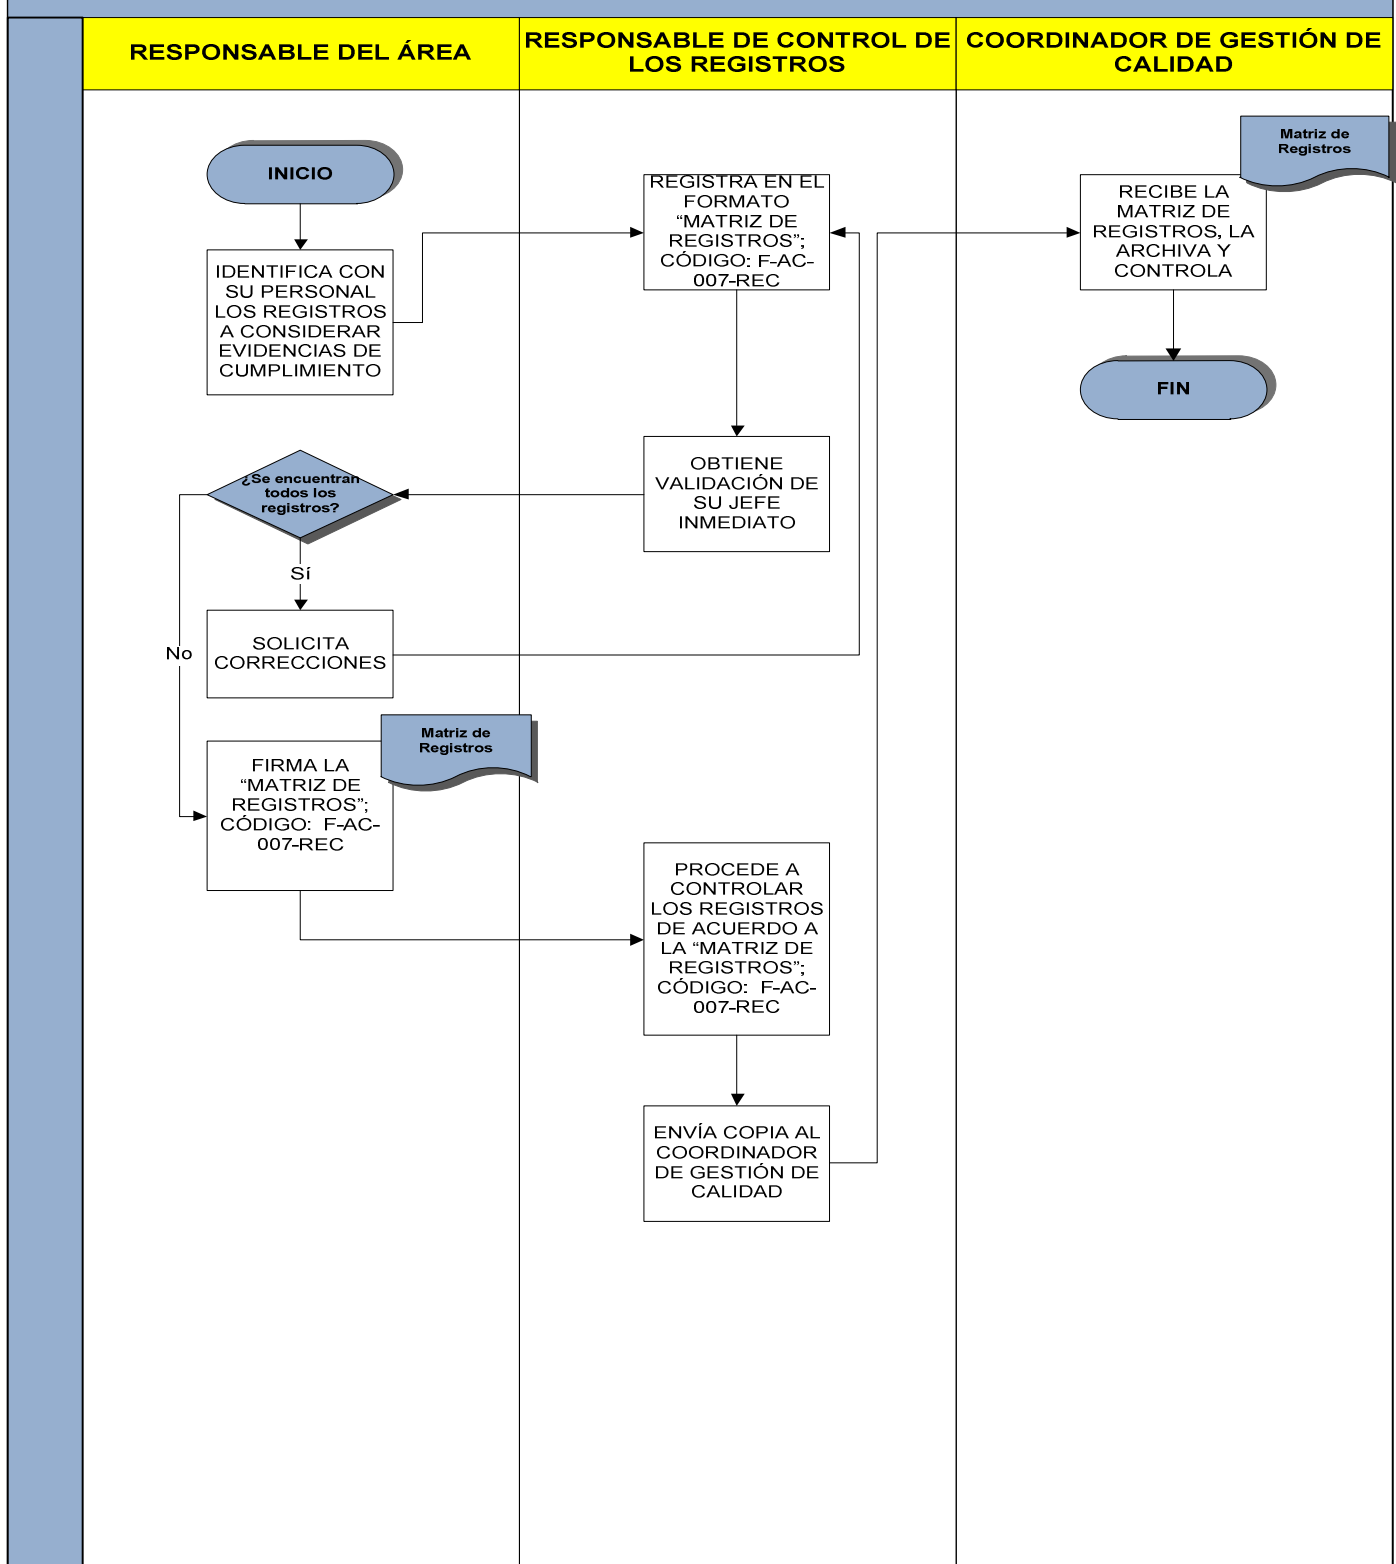 RESPONSABLE DEL ÁREA
RESPONSABLE DE CONTROL DE
LOS REGISTROS
COORDINADOR DE GESTIÓN DE
CALIDAD
INICIO
IDENTIFICA CON
SU PERSONAL
LOS REGISTROS
A CONSIDERAR
EVIDENCIAS DE
CUMPLIMIENTO
REGISTRA EN EL
FORMATO
“MATRIZ DE
REGISTROS”;
CÓDIGO: F-AC-
007-REC
Matriz de
Registros
RECIBE LA
MATRIZ DE
REGISTROS, LA
ARCHIVA Y
CONTROLA
FIN
OBTIENE
VALIDACIÓN DE
SU JEFE
INMEDIATO
¿Se encuentran
todos los
registros?
Sí
No
SOLICITA
CORRECCIONES
Matriz de
Registros
FIRMA LA
“MATRIZ DE
REGISTROS”;
CÓDIGO: F-AC-
007-REC
PROCEDE A
CONTROLAR
LOS REGISTROS
DE ACUERDO A
LA “MATRIZ DE
REGISTROS”;
CÓDIGO: F-AC-
007-REC
ENVÍA COPIA AL
COORDINADOR
DE GESTIÓN DE
CALIDAD